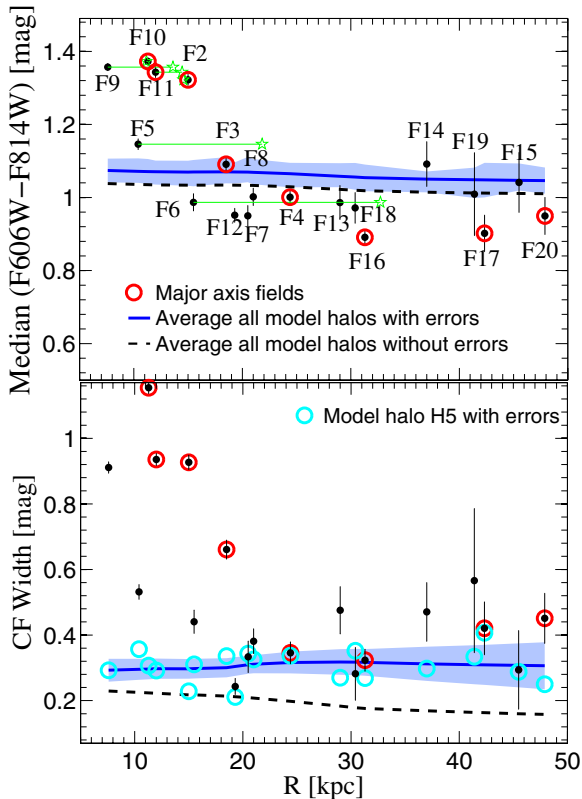 Median (F606W−F814W) [mag]
1.4
1.2
1
0.8
0.6
F10
F2
F9
F11
F5
F3
F8
F14
F19
F15
F6
F12
F7
F4
F13
F18
F16
F17
F20
Major axis fields
Average all model halos with errors
Average all model halos without errors
CF Width [mag]
Model halo H5 with errors
1
0.8
0.6
0.4
0.2
10
20
30
40
50
R [kpc]